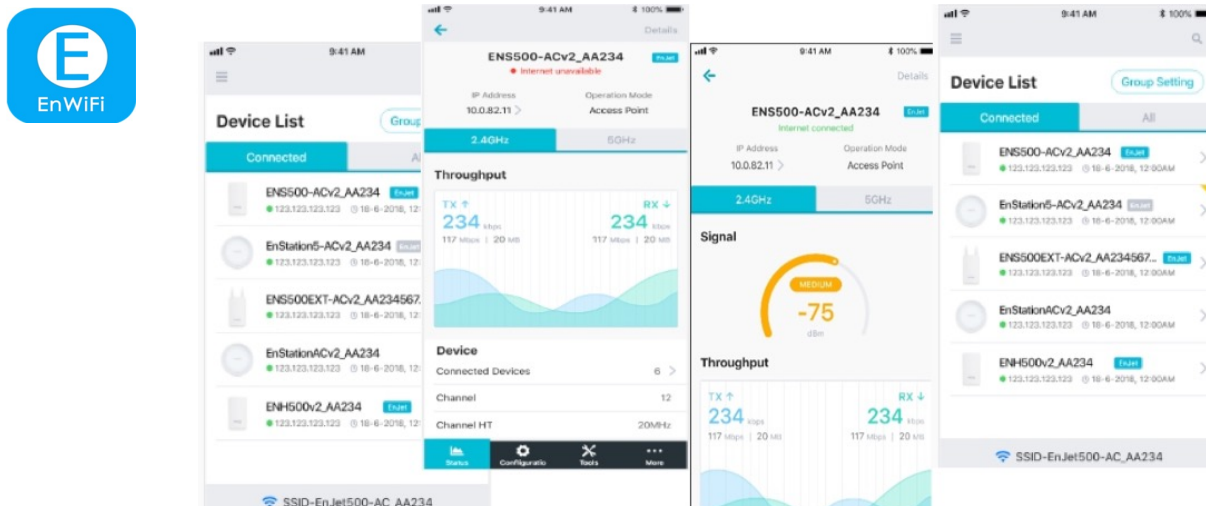 E
EnWiFi
9:41 AM
Device List
Group
Connected
ENS500-ACv2_AA234 EnJet
123.123.123.123 18-6-2018, 12:
EnStation5-ACv2_AA234 EnJet
123.123.123.123 18-6-2018, 12:
ENS500EXT-ACv2_AA234567.
123.123.123.123 18-6-2018, 12:
EnStationACv2_AA234
123.123.123.123 18-6-2018, 12:
ENH500v2_AA234 EnJet
123.123.123.123 18-6-2018, 12:
SSID-EnJet500-AC_AA234
9:41 AM 100%
Details
ENS500-ACv2_AA234 EnJet
Internet unavailable
IP Address Operation Mode
10.0.82.11 > Access Point
2.4GHz 5GHz
Throughput
TX ↑ RX ↓
234 kbps 234 kbps
117 Mbps | 20 MB 117 Mbps | 20 MB
Device
Connected Devices 6 >
Channel 12
Channel HT 20MHz
Status Configuratio Tools More
9:41 AM 100%
Details
ENS500-ACv2_AA234 EnJet
Internet connected
IP Address Operation Mode
10.0.82.11 > Access Point
2.4GHz 5GHz
Signal
MEDIUM
-75
dBm
Throughput
TX ↑ RX ↓
234 kbps 234 kbps
117 Mbps | 20 MB 117 Mbps | 20 MB
9:41 AM 100%
Device List Group Setting
Connected All
ENS500-ACv2_AA234 EnJet
123.123.123.123 18-6-2018, 12:00AM
EnStation5-ACv2_AA234 EnJet
123.123.123.123 18-6-2018, 12:00AM
ENS500EXT-ACv2_AA234567... EnJet
123.123.123.123 18-6-2018, 12:00AM
EnStationACv2_AA234
123.123.123.123 18-6-2018, 12:00AM
ENH500v2_AA234 EnJet
123.123.123.123 18-6-2018, 12:00AM
SSID-EnJet500-AC_AA234